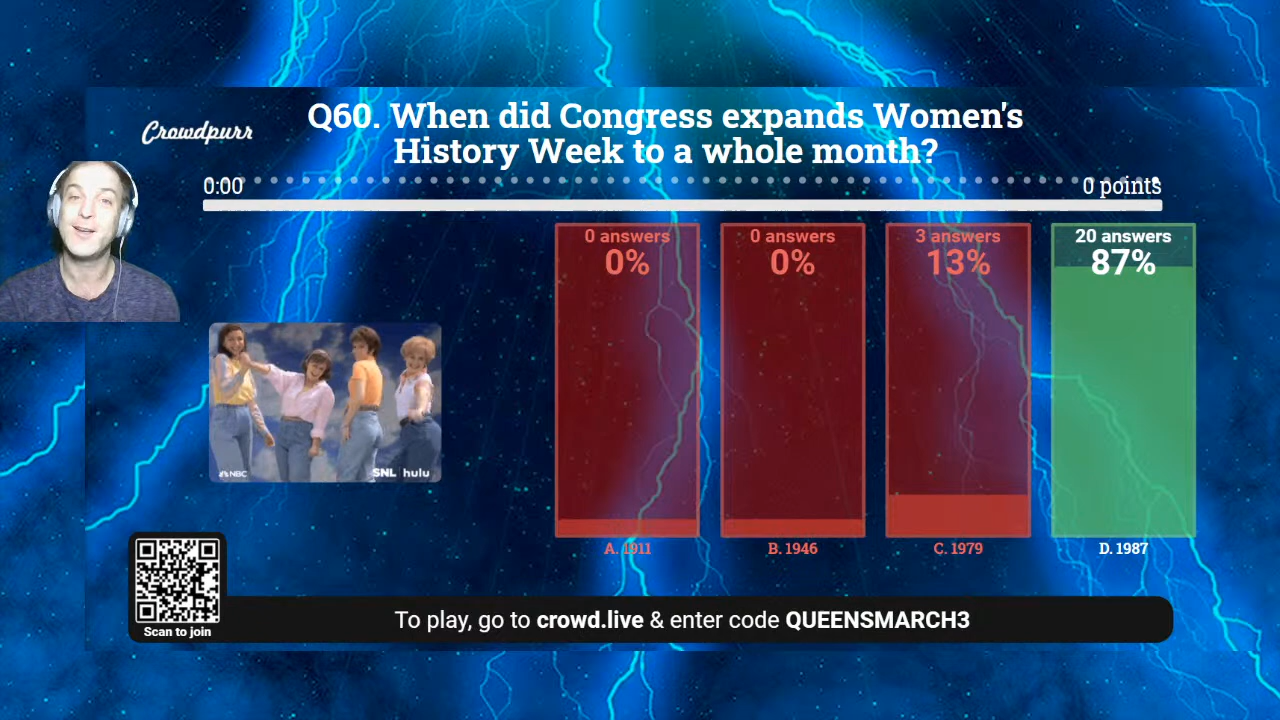 Crowdpurr
Q60. When did Congress expands Women's
History Week to a whole month?
0:00
0 points
0 answers
0%
0 answers
0%
3 answers
13%
20 answers
87%
NBC
SNL hulu
A. 1911
B. 1946
C. 1979
D. 1987
Scan to join
To play, go to crowd.live & enter code QUEENSMARCH3